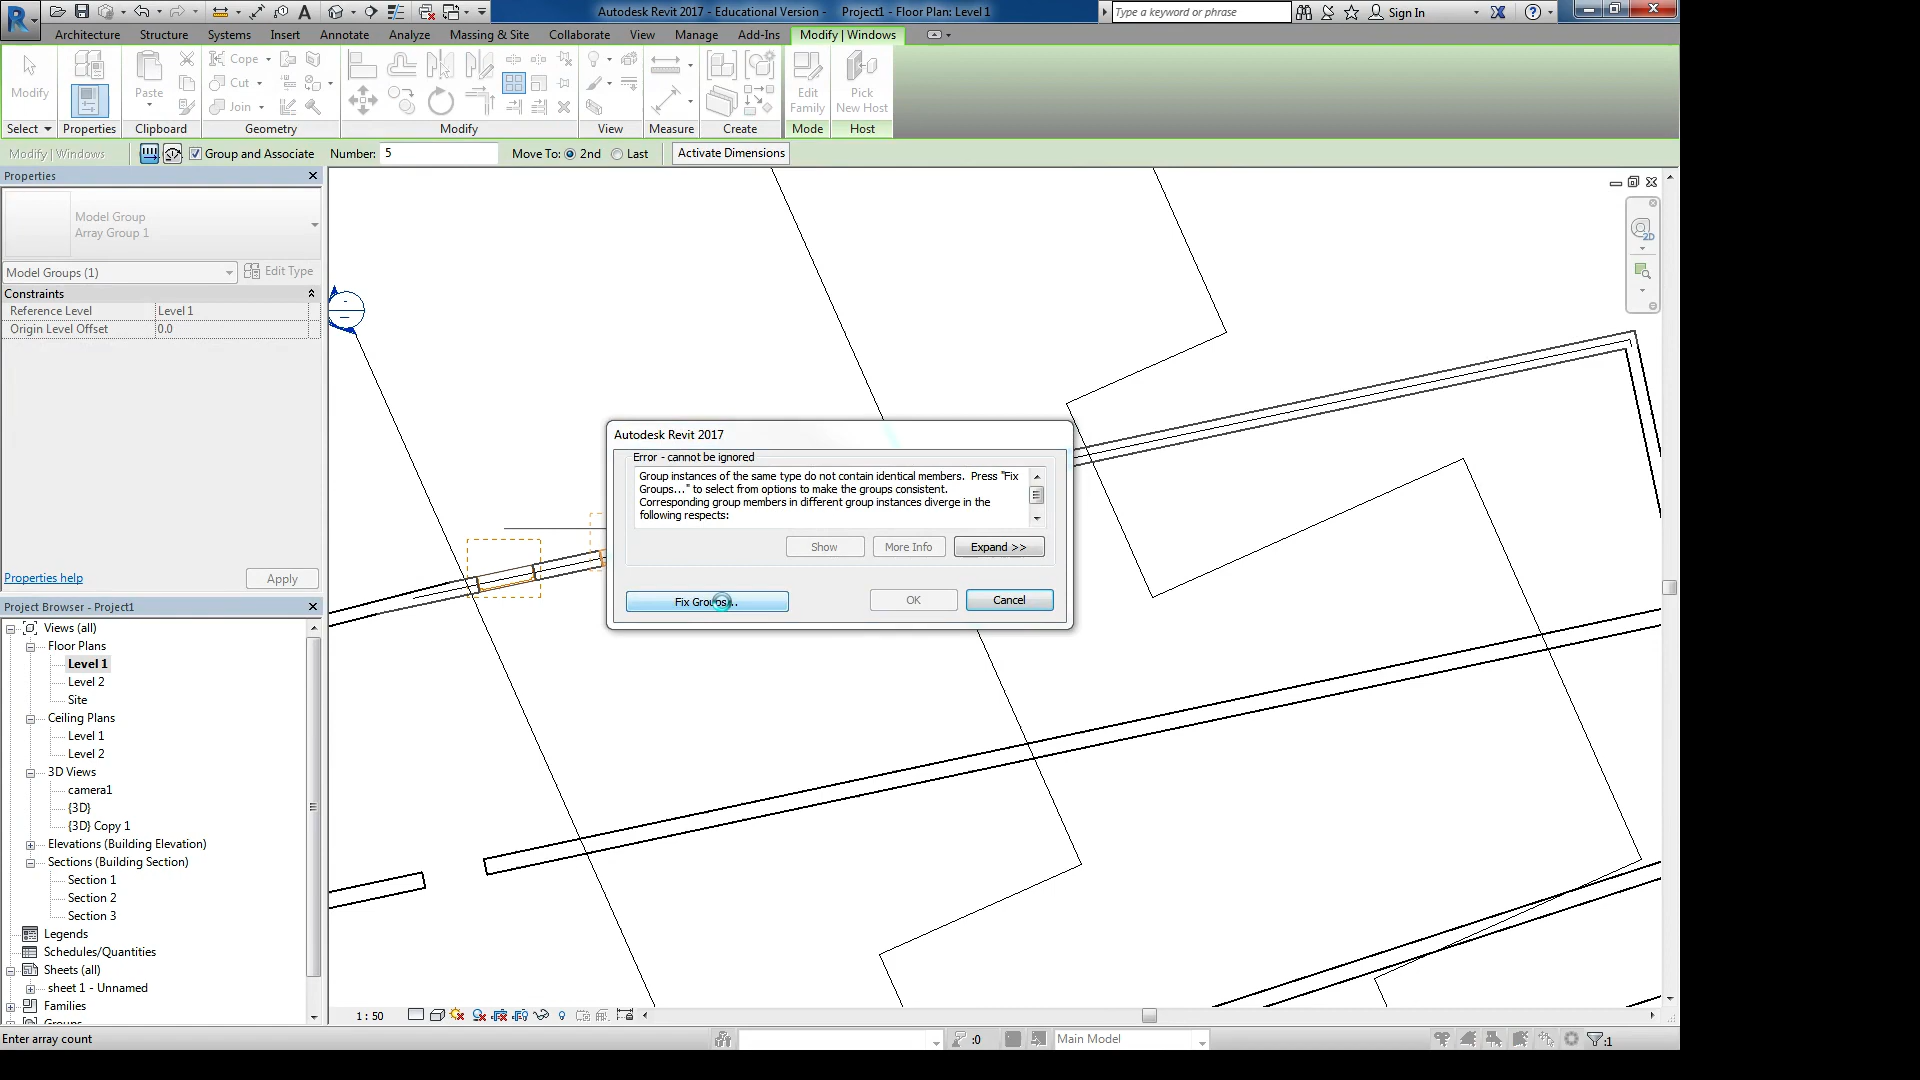 Autodesk Revit 2017 - Educational Version -    Project1 - Floor Plan: Level 1
Type a keyword or phrase
Sign In
Architecture Structure Systems Insert Annotate Analyze Massing & Site Collaborate View Manage Add-Ins Modify | Windows
Cope
Cut
Join
Modify
Paste
Edit
Family
Pick
New Host
Select Properties Clipboard Geometry Modify View Measure Create Mode Host
Modify | Windows Group and Associate Number: 5 Move To: 2nd Last Activate Dimensions
Properties
Model Group
Array Group 1
Model Groups (1) Edit Type
Constraints
Reference Level Level 1
Origin Level Offset 0.0
Properties help Apply
2D
Autodesk Revit 2017
Error - cannot be ignored
Group instances of the same type do not contain identical members.  Press "Fix
Groups..." to select from options to make the groups consistent.
Corresponding group members in different group instances diverge in the
following respects:
Show More Info Expand >>
Fix Groups... OK Cancel
Project Browser - Project1
Views (all)
Floor Plans
Level 1
Level 2
Site
Ceiling Plans
Level 1
Level 2
3D Views
camera1
{3D}
{3D} Copy 1
Elevations (Building Elevation)
Sections (Building Section)
Section 1
Section 2
Section 3
Legends
Schedules/Quantities
Sheets (all)
sheet 1 - Unnamed
Families
Groups
1 : 50
Enter array count
:0
Main Model
:1